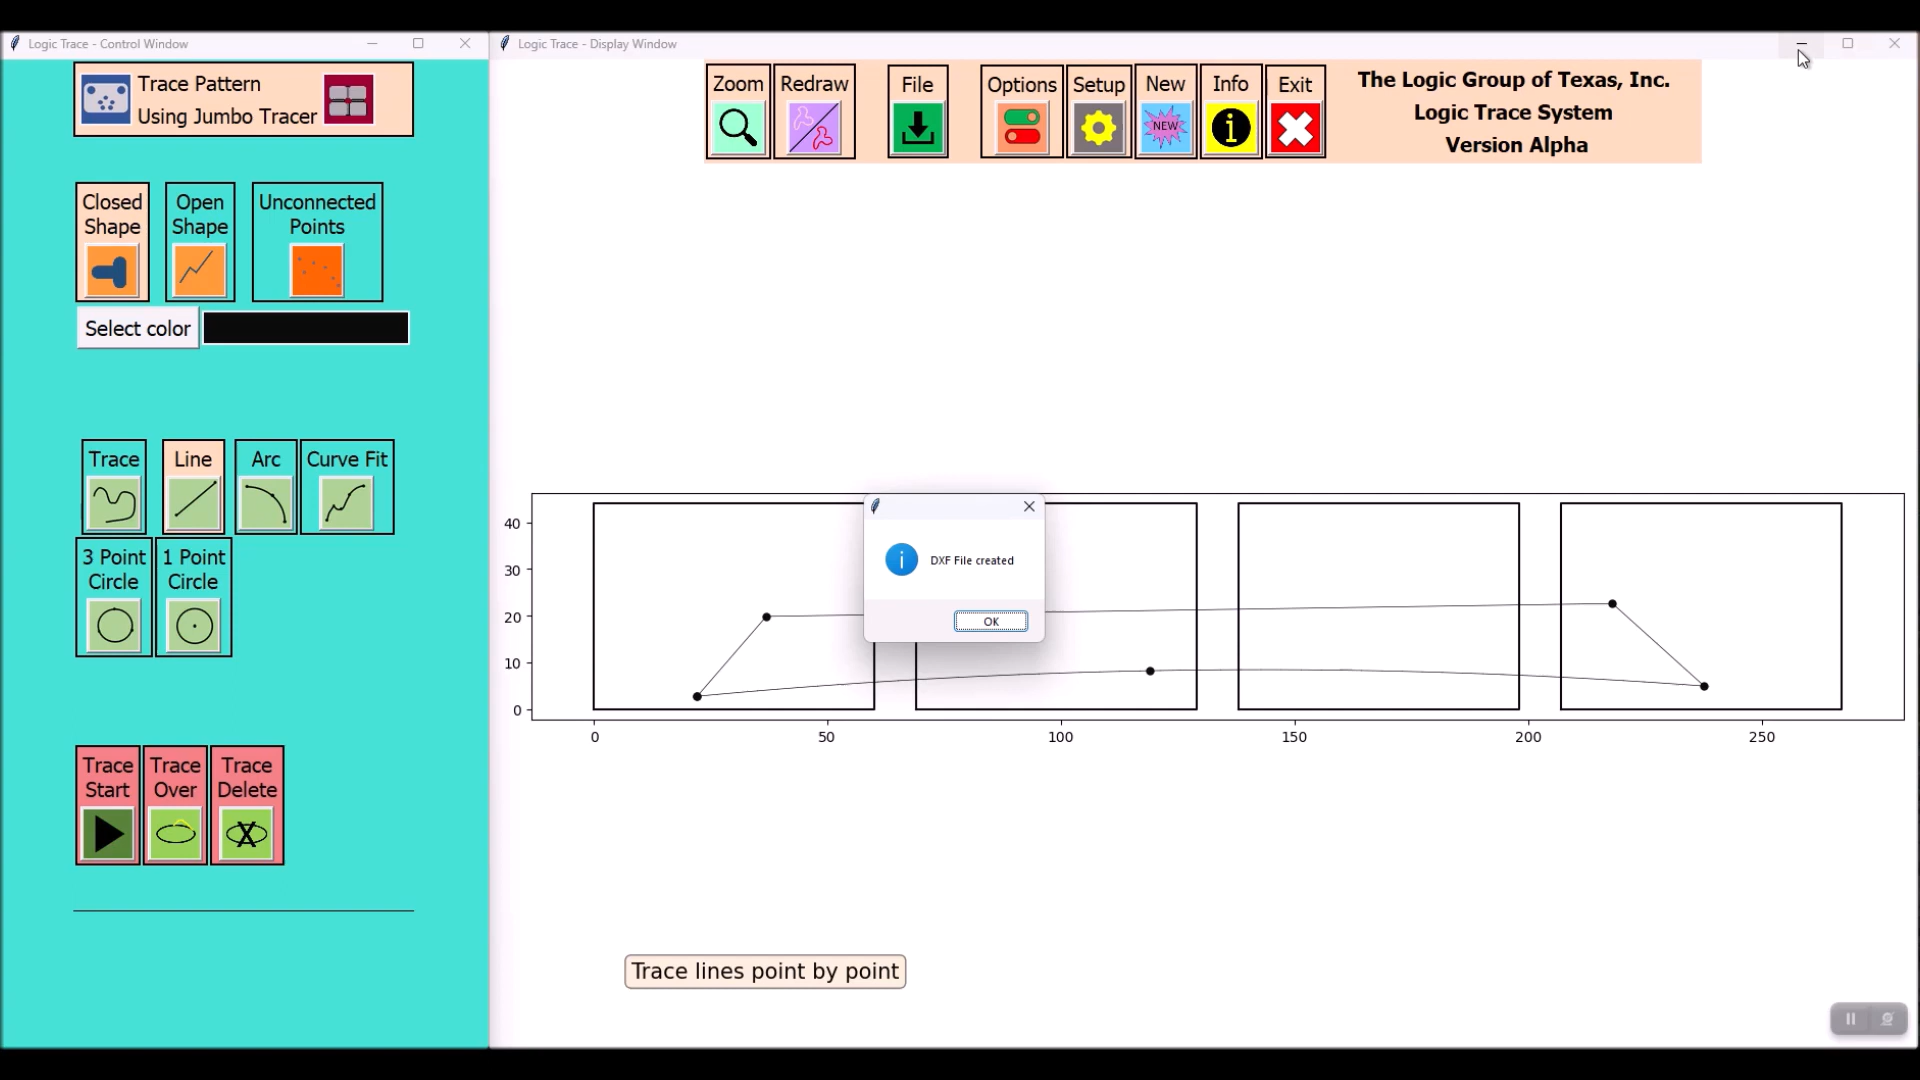 Logic Trace - Control Window
Logic Trace - Display Window
Trace Pattern
Using Jumbo Tracer
Zoom
Redraw
File
Options
Setup
New
Info
Exit
NEW
The Logic Group of Texas, Inc.
Logic Trace System
Version Alpha
Closed
Shape
Open
Shape
Unconnected
Points
Select color
Trace
Line
Arc
Curve Fit
3 Point
Circle
1 Point
Circle
40
30
20
10
0
0
50
100
150
200
250
DXF File created
OK
Trace
Start
Trace
Over
Trace
Delete
Trace lines point by point